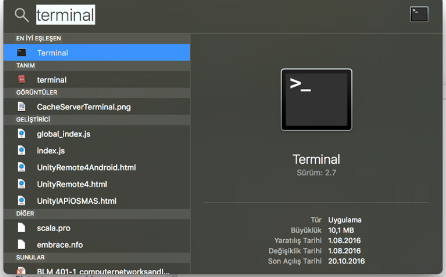 terminal
EN İYİ EŞLEŞEN
Terminal
TANIM
terminal
GÖRÜNTÜLER
CacheServerTerminal.png
GELİŞTİRİCİ
global_index.js
index.js
UnityRemote4Android.html
UnityRemote4.html
UnityIAPiOSMAS.html
DİĞER
scala.pro
embrace.nfo
SUNULAR
BLM 401-1_computernetworksandl...
>_
Terminal
Sürüm: 2.7
Tür Uygulama
Büyüklük 10,1 MB
Yaratılış Tarihi 1.08.2016
Değişiklik Tarihi 1.08.2016
Son Açılış Tarihi 20.10.2016